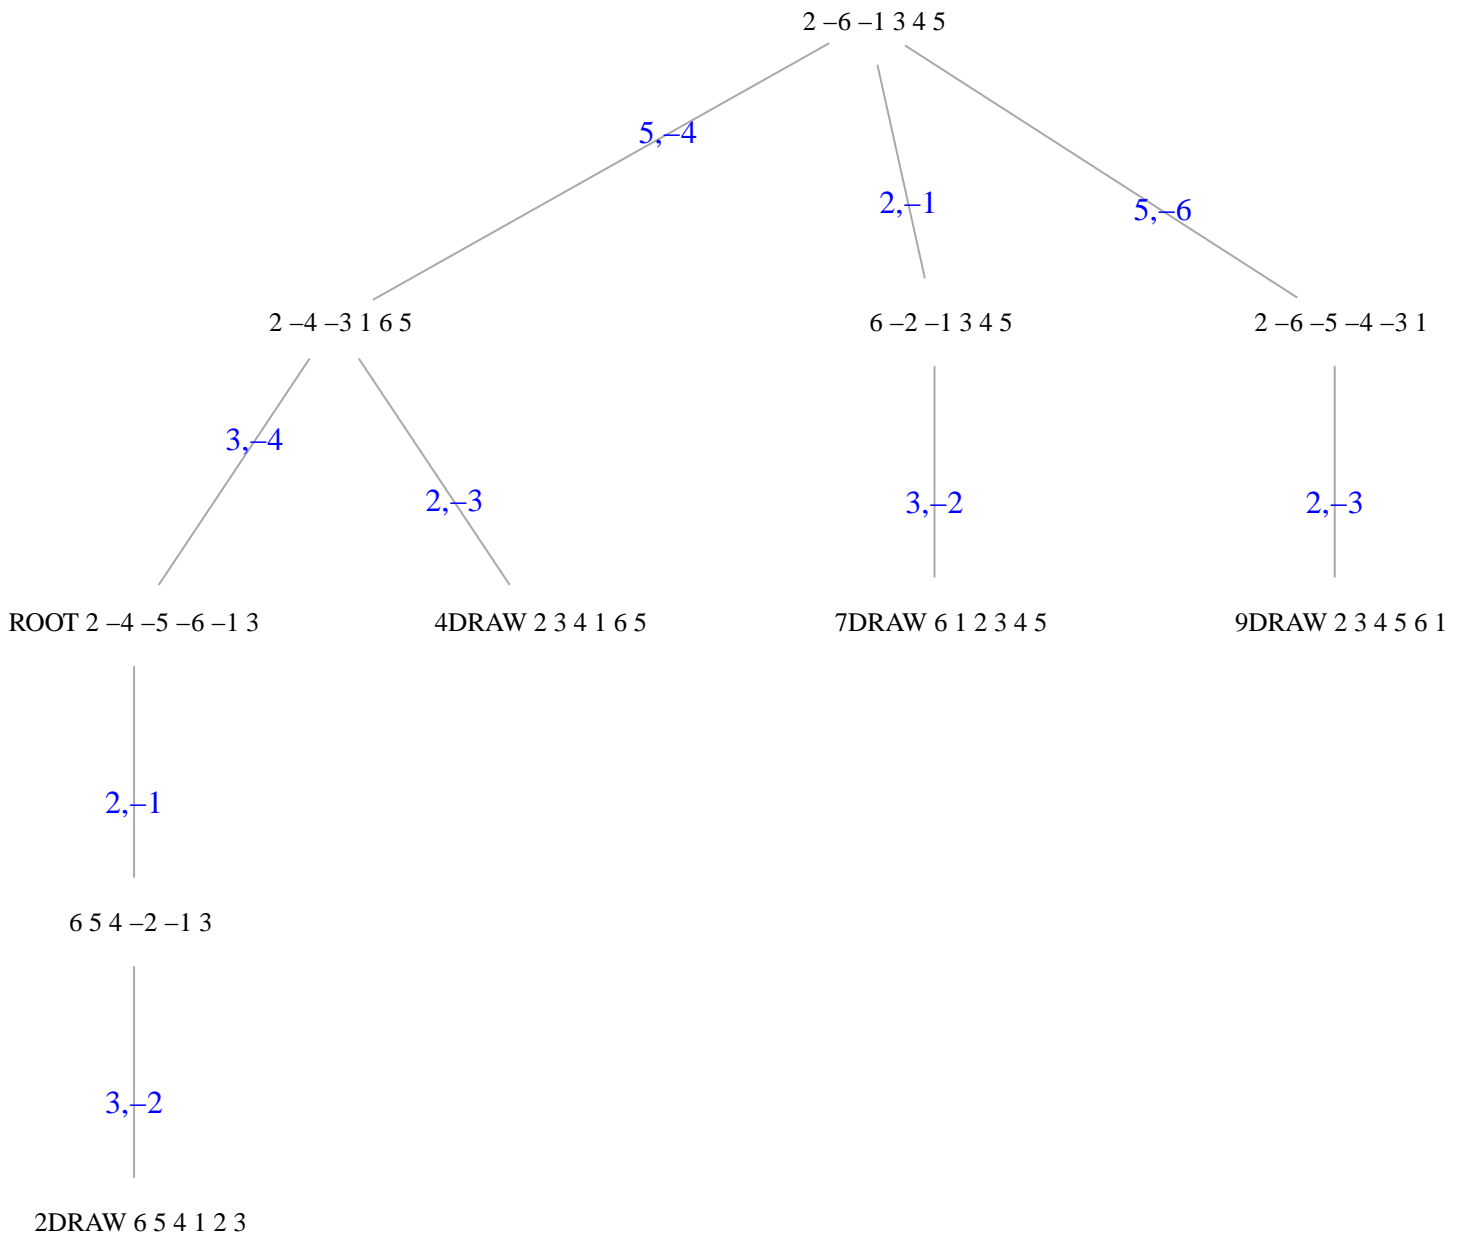 2 –6 –1 3 4 5
5,–4
2,–1
5,–6
2 –4 –3 1 6 5
6 –2 –1 3 4 5
2 –6 –5 –4 –3 1
3,–4
2,–3
3,–2
2,–3
ROOT 2 –4 –5 –6 –1 3
4DRAW 2 3 4 1 6 5
7DRAW 6 1 2 3 4 5
9DRAW 2 3 4 5 6 1
2,–1
6 5 4 –2 –1 3
3,–2
2DRAW 6 5 4 1 2 3